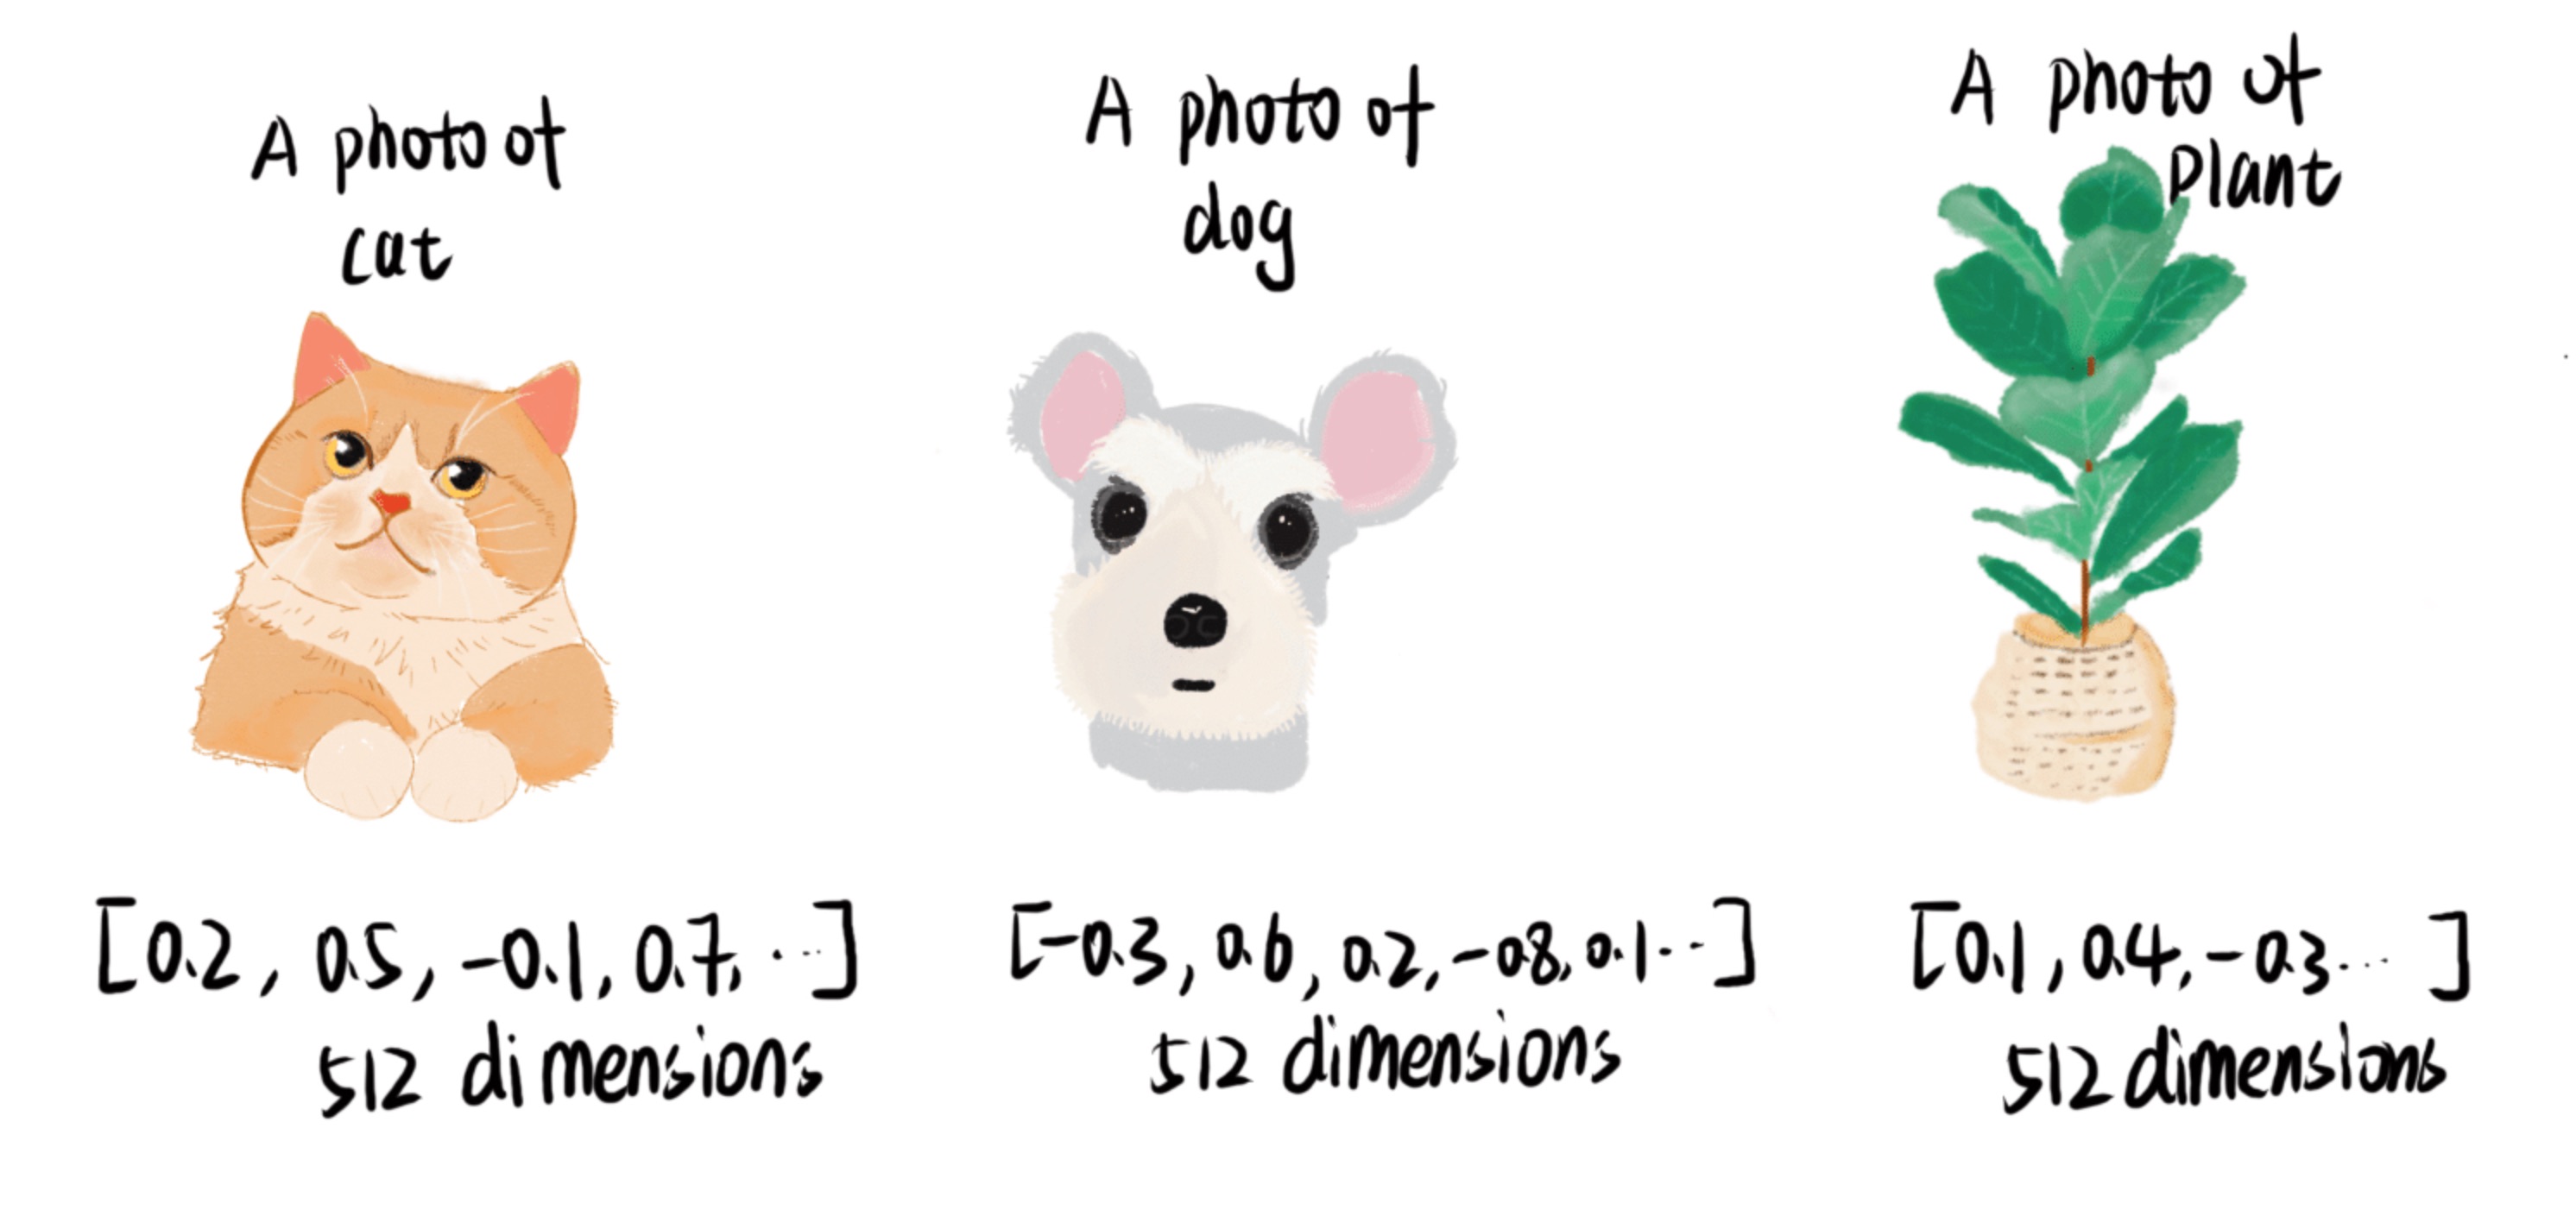 A photo of
cat
[0.2, 0.5, -0.1, 0.7, ...]
512 dimensions
A photo of
dog
[-0.3, 0.6, 0.2, -0.8, 0.1...]
512 dimensions
A photo of
Plant
[0.1, 0.4, -0.3... ]
512 dimensions